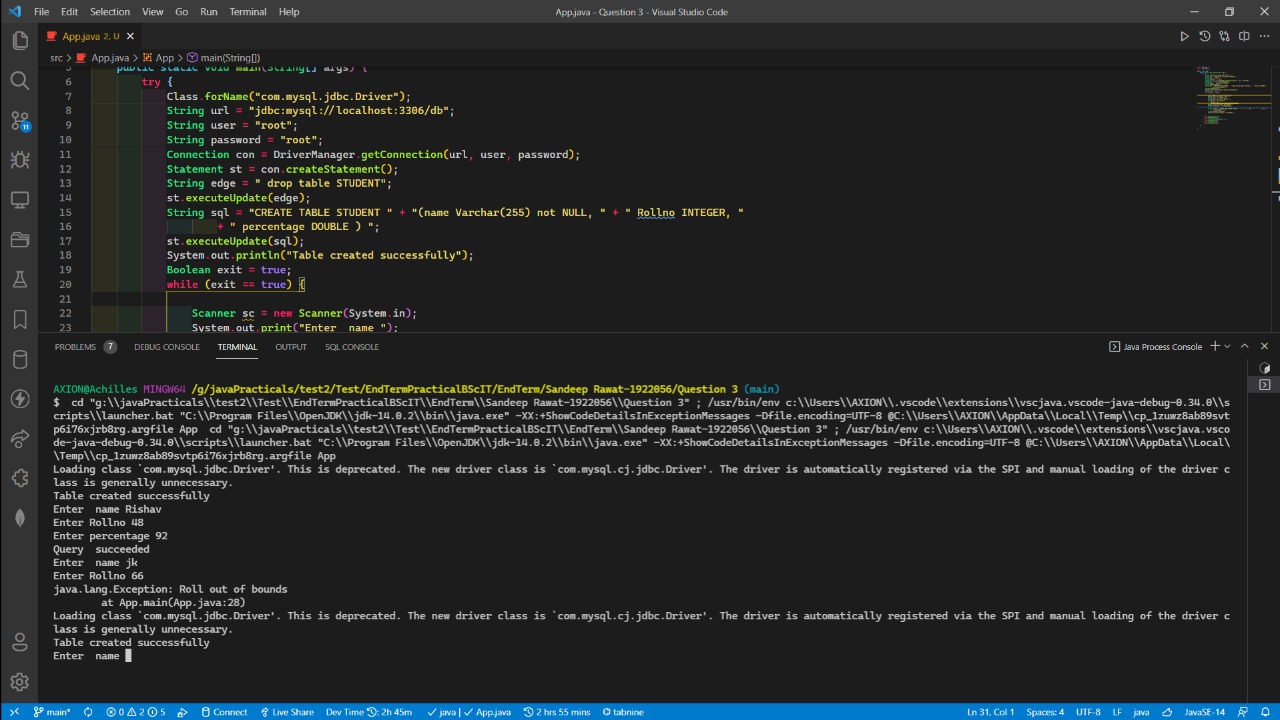 File Edit Selection View Go Run Terminal Help App.java - Question 3 - Visual Studio Code
App.java 2, U
src > App.java > App > main(String[])
5 public static void main(String[] args) {
6 try {
7 Class.forName("com.mysql.jdbc.Driver");
8 String url = "jdbc:mysql://localhost:3306/db";
9 String user = "root";
10 String password = "root";
11 Connection con = DriverManager.getConnection(url, user, password);
12 Statement st = con.createStatement();
13 String edge = " drop table STUDENT";
14 st.executeUpdate(edge);
15 String sql = "CREATE TABLE STUDENT " + "(name Varchar(255) not NULL, " + " Rollno INTEGER, "
16 + " percentage DOUBLE ) ";
17 st.executeUpdate(sql);
18 System.out.println("Table created successfully");
19 Boolean exit = true;
20 while (exit == true) {
21
22 Scanner sc = new Scanner(System.in);
23 System.out.print("Enter  name ");
PROBLEMS 7 DEBUG CONSOLE TERMINAL OUTPUT SQL CONSOLE Java Process Console
AXION@Achilles MINGW64 /g/javaPracticals/test2/Test/EndTermPracticalBScIT/EndTerm/Sandeep Rawat-1922056/Question 3 (main)
$  cd "g:\\javaPracticals\\test2\\Test\\EndTermPracticalBScIT\\EndTerm\\Sandeep Rawat-1922056\\Question 3" ; /usr/bin/env c:\\Users\\AXION\\.vscode\\extensions\\vscjava.vscode-java-debug-0.34.0\\s
cripts\\launcher.bat "C:\\Program Files\\OpenJDK\\jdk-14.0.2\\bin\\java.exe" -XX:+ShowCodeDetailsInExceptionMessages -Dfile.encoding=UTF-8 @C:\\Users\\AXION\\AppData\\Local\\Temp\\cp_1zuwz8ab89svt
p6i76xjrb8rg.argfile App  cd "g:\\javaPracticals\\test2\\Test\\EndTermPracticalBScIT\\EndTerm\\Sandeep Rawat-1922056\\Question 3" ; /usr/bin/env c:\\Users\\AXION\\.vscode\\extensions\\vscjava.vsco
de-java-debug-0.34.0\\scripts\\launcher.bat "C:\\Program Files\\OpenJDK\\jdk-14.0.2\\bin\\java.exe" -XX:+ShowCodeDetailsInExceptionMessages -Dfile.encoding=UTF-8 @C:\\Users\\AXION\\AppData\\Local\
\Temp\\cp_1zuwz8ab89svtp6i76xjrb8rg.argfile App
Loading class `com.mysql.jdbc.Driver'. This is deprecated. The new driver class is `com.mysql.cj.jdbc.Driver'. The driver is automatically registered via the SPI and manual loading of the driver c
lass is generally unnecessary.
Table created successfully
Enter  name Rishav
Enter Rollno 48
Enter percentage 92
Query  succeeded
Enter  name jk
Enter Rollno 66
java.lang.Exception: Roll out of bounds
at App.main(App.java:28)
Loading class `com.mysql.jdbc.Driver'. This is deprecated. The new driver class is `com.mysql.cj.jdbc.Driver'. The driver is automatically registered via the SPI and manual loading of the driver c
lass is generally unnecessary.
Table created successfully
Enter  name
11
main* 0 2 5 Connect Live Share Dev Time : 2h 45m java | App.java 2 hrs 55 mins tabnine Ln 31, Col 1 Spaces: 4 UTF-8 LF java JavaSE-14